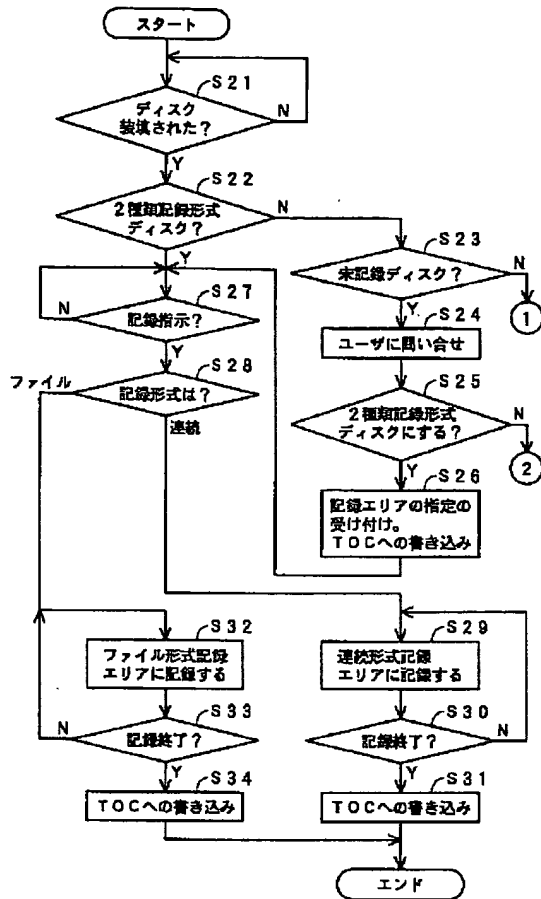 スタート
S21
ディスク
装填された?
N
Y
S22
2種類記録形式
ディスク?
N
Y
S23
未記録ディスク?
N
Y
1
S24
ユーザに問い合せ
S25
2種類記録形式
ディスクにする?
N
Y
2
S26
記録エリアの指定の
受け付け。
TOCへの書き込み
S27
記録指示?
N
Y
S28
ファイル
記録形式は?
連続
S32
ファイル形式記録
エリアに記録する
S33
記録終了?
N
Y
S34
TOCへの書き込み
S29
連続形式記録
エリアに記録する
S30
記録終了?
N
Y
S31
TOCへの書き込み
エンド